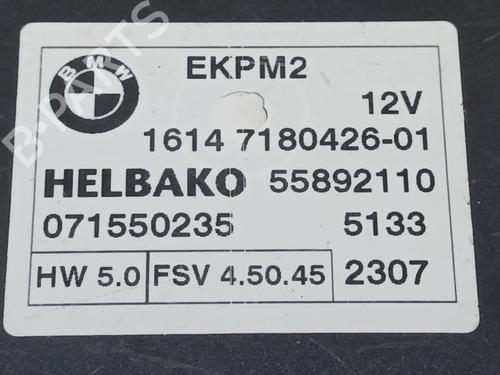 BMW
EKPM2
12V
1614 7180426-01
HELBAKO 55892110
071550235 5133
HW 5.0 FSV 4.50.45 2307
B-PARTS